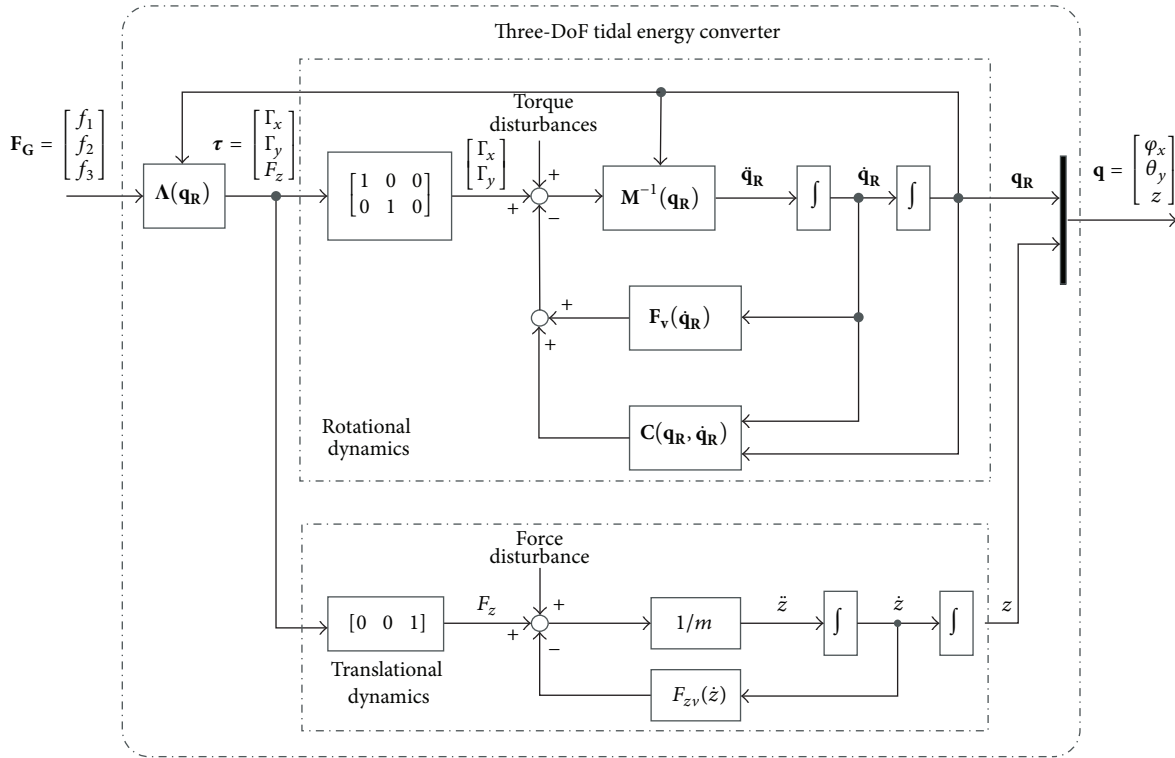 Three-DoF tidal energy converter
F_G = [f_1; f_2; f_3]
Λ(q_R)
τ = [Γ_x; Γ_y; F_z]
[1 0 0; 0 1 0]
[Γ_x; Γ_y]
Torque
disturbances
+
+
−
M^{-1}(q_R)
q̈_R
∫
q̇_R
∫
q_R
q = [φ_x; θ_y; z]
+
F_v(q̇_R)
+
C(q_R, q̇_R)
Rotational
dynamics
Force
disturbance
[0 0 1]
F_z
+
+
−
1/m
z̈
∫
ż
∫
z
Translational
dynamics
F_{zv}(ż)